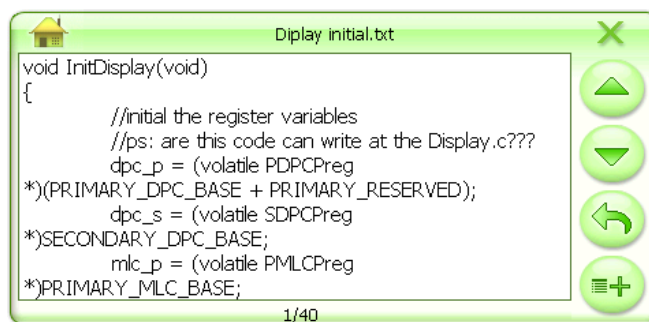 Diplay initial.txt
void InitDisplay(void)
{
//initial the register variables
//ps: are this code can write at the Display.c???
dpc_p = (volatile PDPCPreg
*)(PRIMARY_DPC_BASE + PRIMARY_RESERVED);
dpc_s = (volatile SDPCPreg
*)SECONDARY_DPC_BASE;
mlc_p = (volatile PMLCPreg
*)PRIMARY_MLC_BASE;
1/40